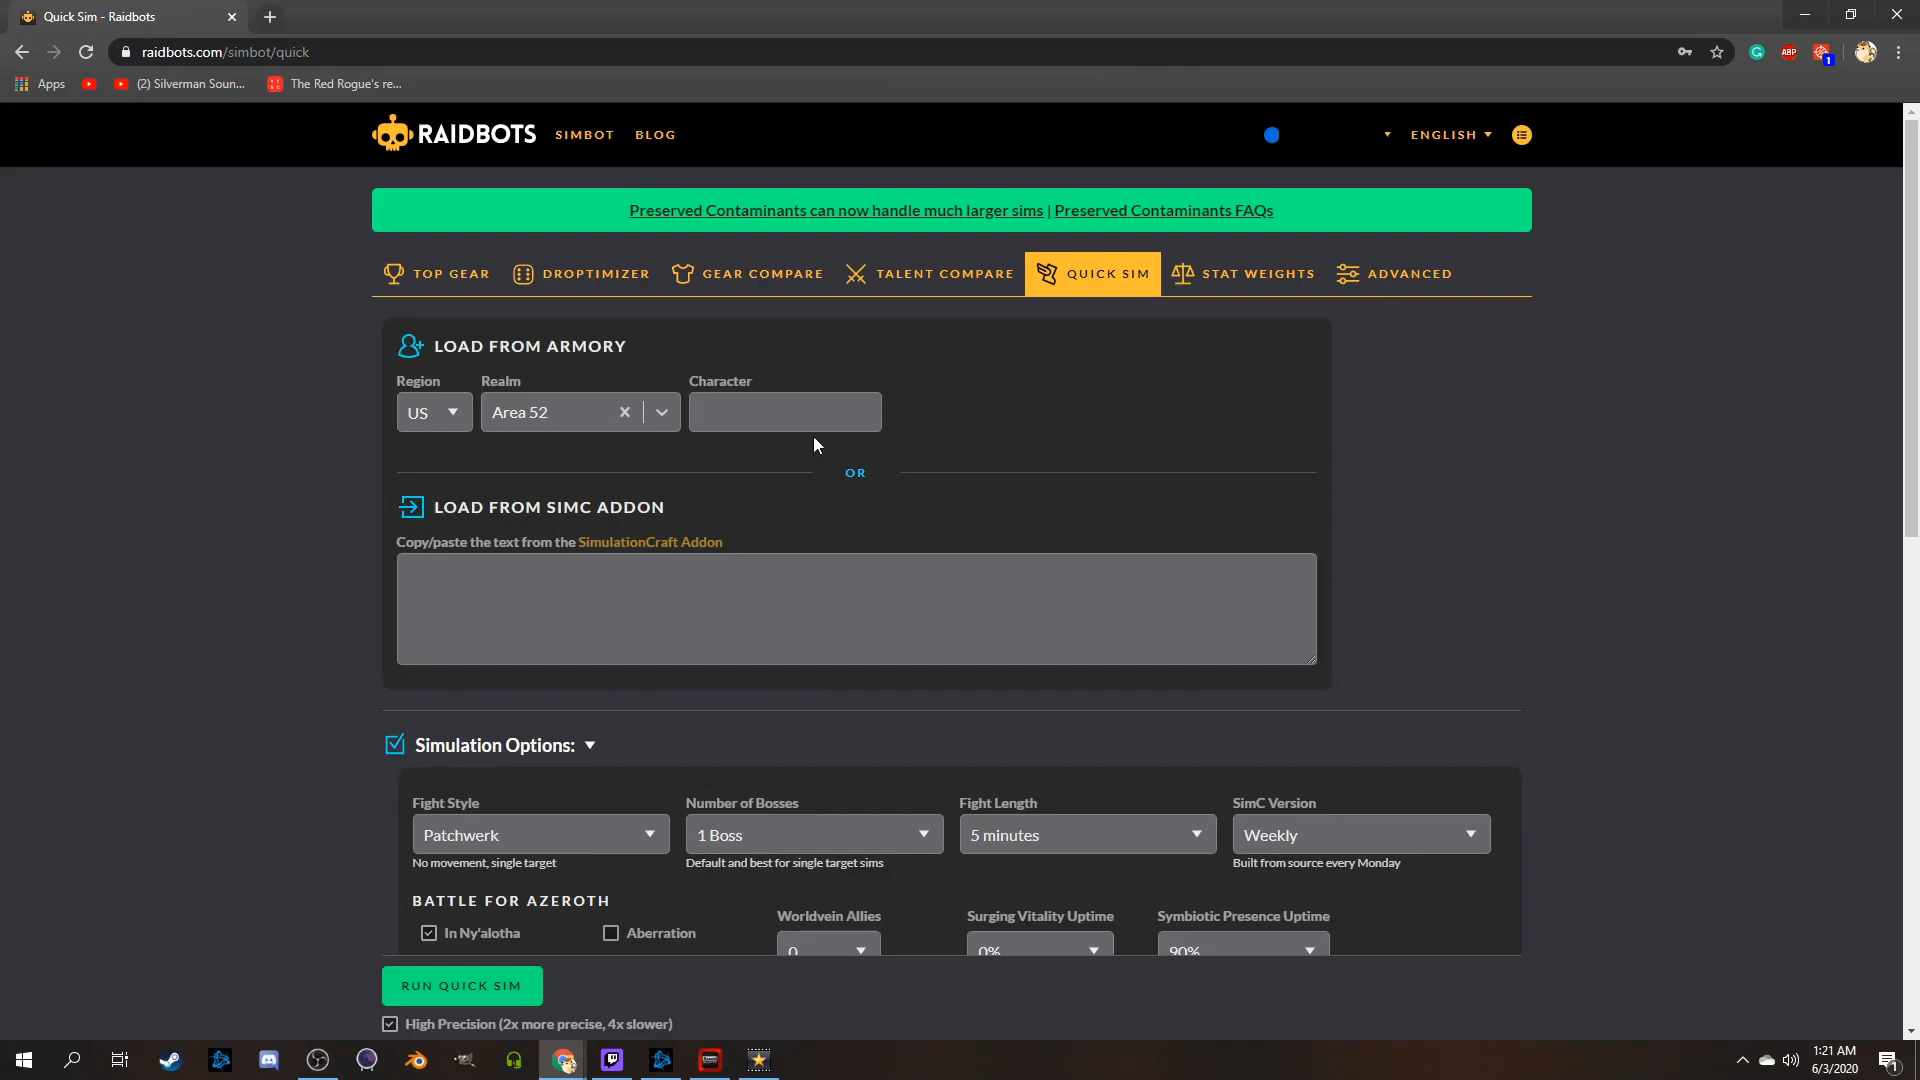 Quick Sim - Raidbots
raidbots.com/simbot/quick
ABP
1
Apps
(2) Silverman Soun...
The Red Rogue's re...
RAIDBOTS
SIMBOT
BLOG
ENGLISH
Preserved Contaminants can now handle much larger sims | Preserved Contaminants FAQs
TOP GEAR
DROPTIMIZER
GEAR COMPARE
TALENT COMPARE
QUICK SIM
STAT WEIGHTS
ADVANCED
LOAD FROM ARMORY
Region
Realm
Character
US
Area 52
OR
LOAD FROM SIMC ADDON
Copy/paste the text from the SimulationCraft Addon
Simulation Options:
Fight Style
Number of Bosses
Fight Length
SimC Version
Patchwerk
1 Boss
5 minutes
Weekly
No movement, single target
Default and best for single target sims
Built from source every Monday
BATTLE FOR AZEROTH
Worldvein Allies
Surging Vitality Uptime
Symbiotic Presence Uptime
In Ny'alotha
Aberration
0
0%
90%
RUN QUICK SIM
High Precision (2x more precise, 4x slower)
1:21 AM
6/3/2020
1